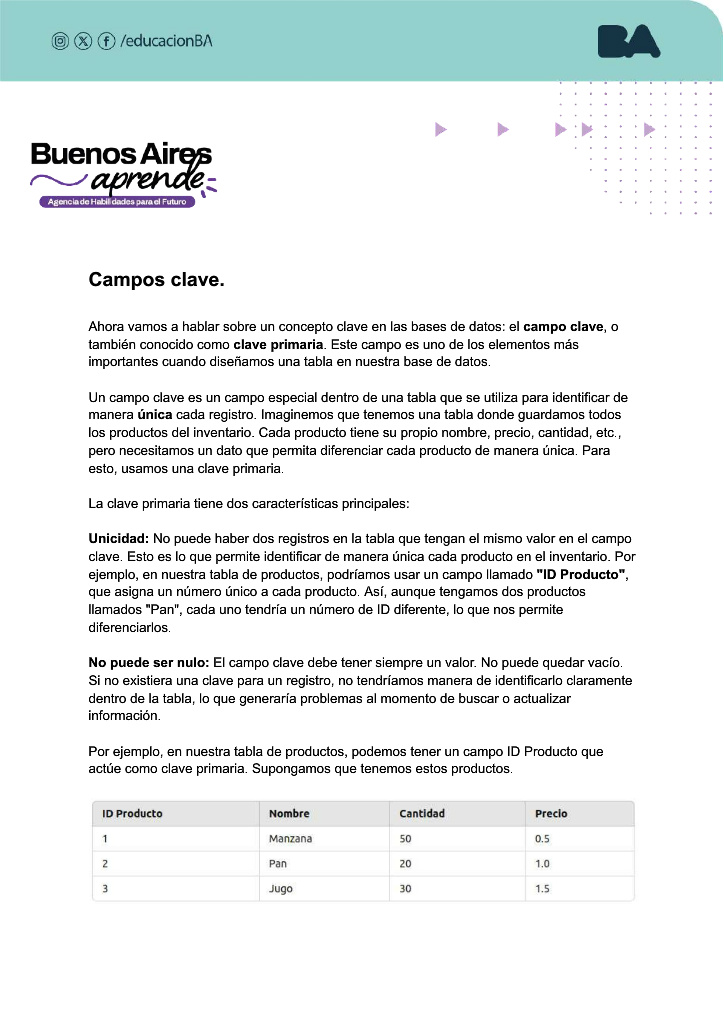 /educacionBA
BA
Buenos Aires
aprende
Agencia de Habilidades para el Futuro
Campos clave.
Ahora vamos a hablar sobre un concepto clave en las bases de datos: el campo clave, o
también conocido como clave primaria. Este campo es uno de los elementos más
importantes cuando diseñamos una tabla en nuestra base de datos.
Un campo clave es un campo especial dentro de una tabla que se utiliza para identificar de
manera única cada registro. Imaginemos que tenemos una tabla donde guardamos todos
los productos del inventario. Cada producto tiene su propio nombre, precio, cantidad, etc.,
pero necesitamos un dato que permita diferenciar cada producto de manera única. Para
esto, usamos una clave primaria.
La clave primaria tiene dos características principales:
Unicidad: No puede haber dos registros en la tabla que tengan el mismo valor en el campo
clave. Esto es lo que permite identificar de manera única cada producto en el inventario. Por
ejemplo, en nuestra tabla de productos, podríamos usar un campo llamado "ID Producto",
que asigna un número único a cada producto. Así, aunque tengamos dos productos
llamados "Pan", cada uno tendría un número de ID diferente, lo que nos permite
diferenciarlos.
No puede ser nulo: El campo clave debe tener siempre un valor. No puede quedar vacío.
Si no existiera una clave para un registro, no tendríamos manera de identificarlo claramente
dentro de la tabla, lo que generaría problemas al momento de buscar o actualizar
información.
Por ejemplo, en nuestra tabla de productos, podemos tener un campo ID Producto que
actúe como clave primaria. Supongamos que tenemos estos productos.
ID Producto Nombre Cantidad Precio
1 Manzana 50 0.5
2 Pan 20 1.0
3 Jugo 30 1.5